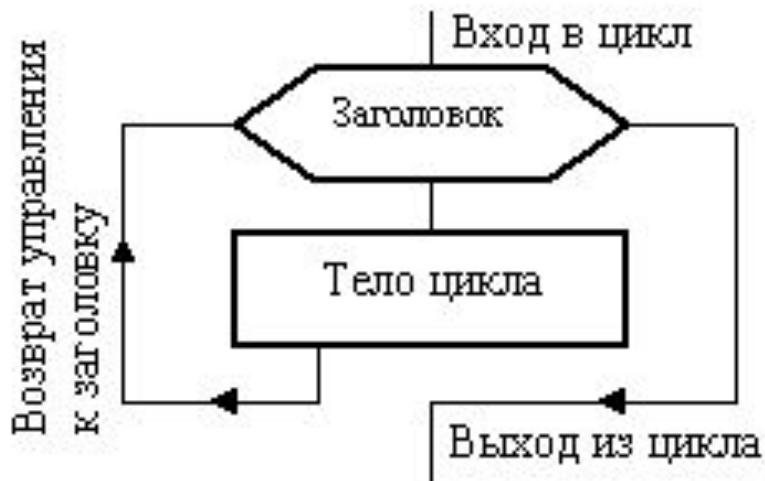 Вход в цикл
Заголовок
Возврат управления
к заголовку
Тело цикла
Выход из цикла